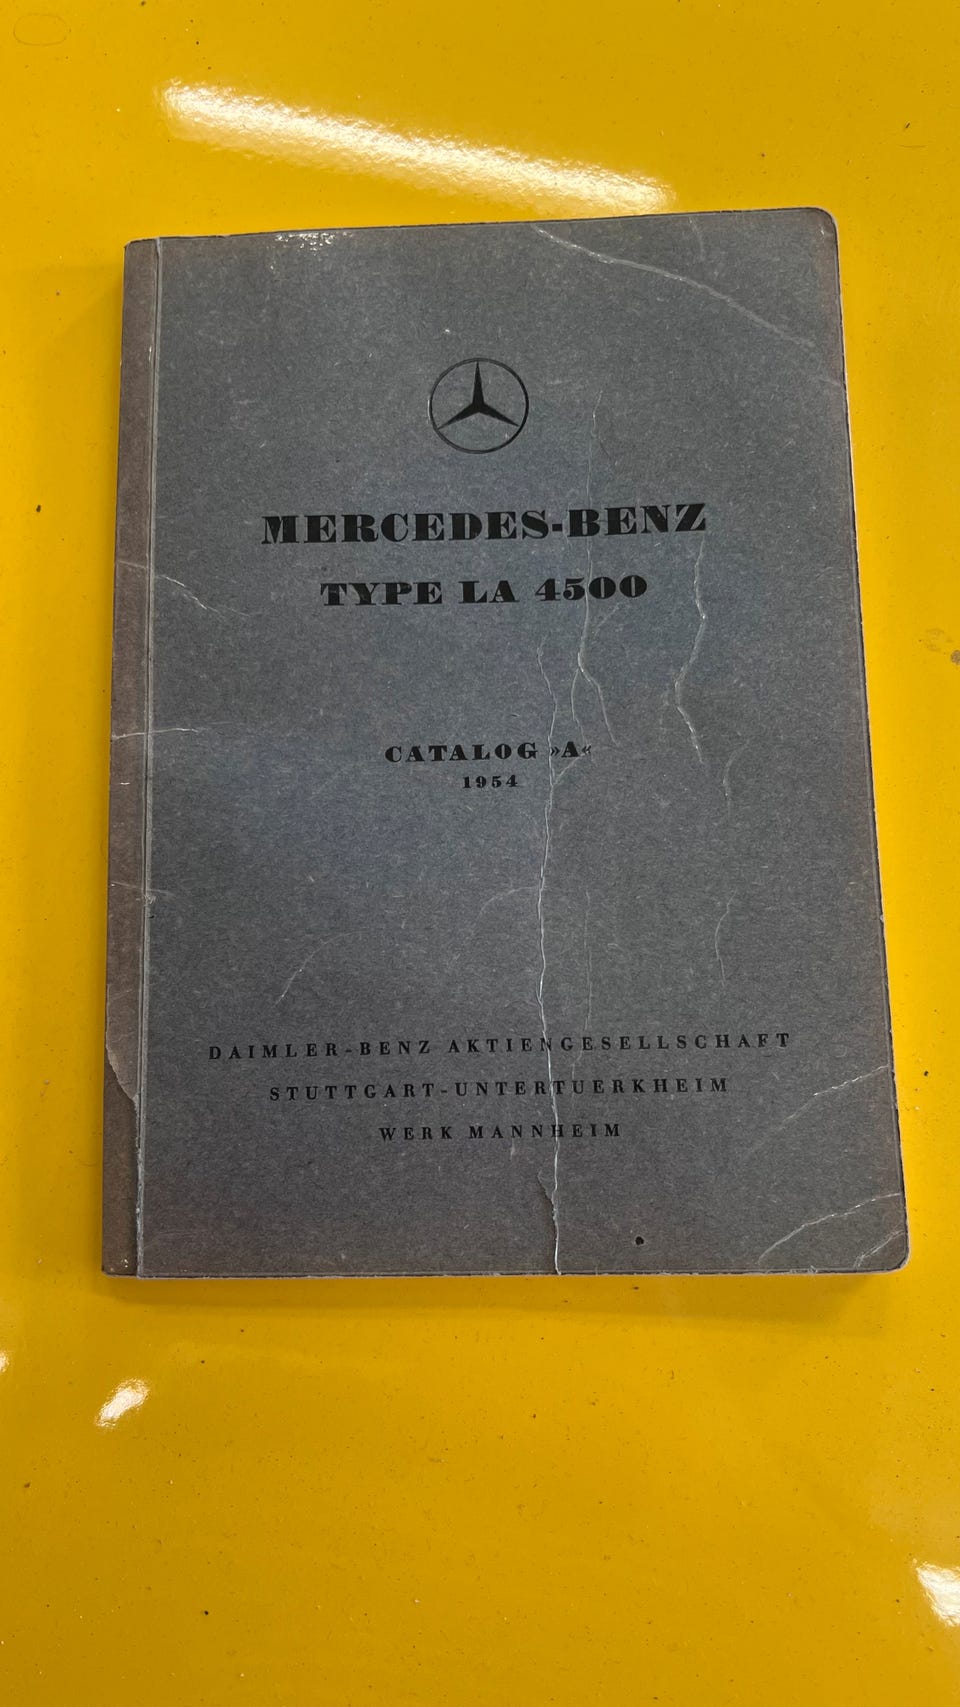 MERCEDES-BENZ
TYPE LA 4500
CATALOG »A«
1954
DAIMLER-BENZ AKTIENGESELLSCHAFT
STUTTGART-UNTERTUERKHEIM
WERK MANNHEIM